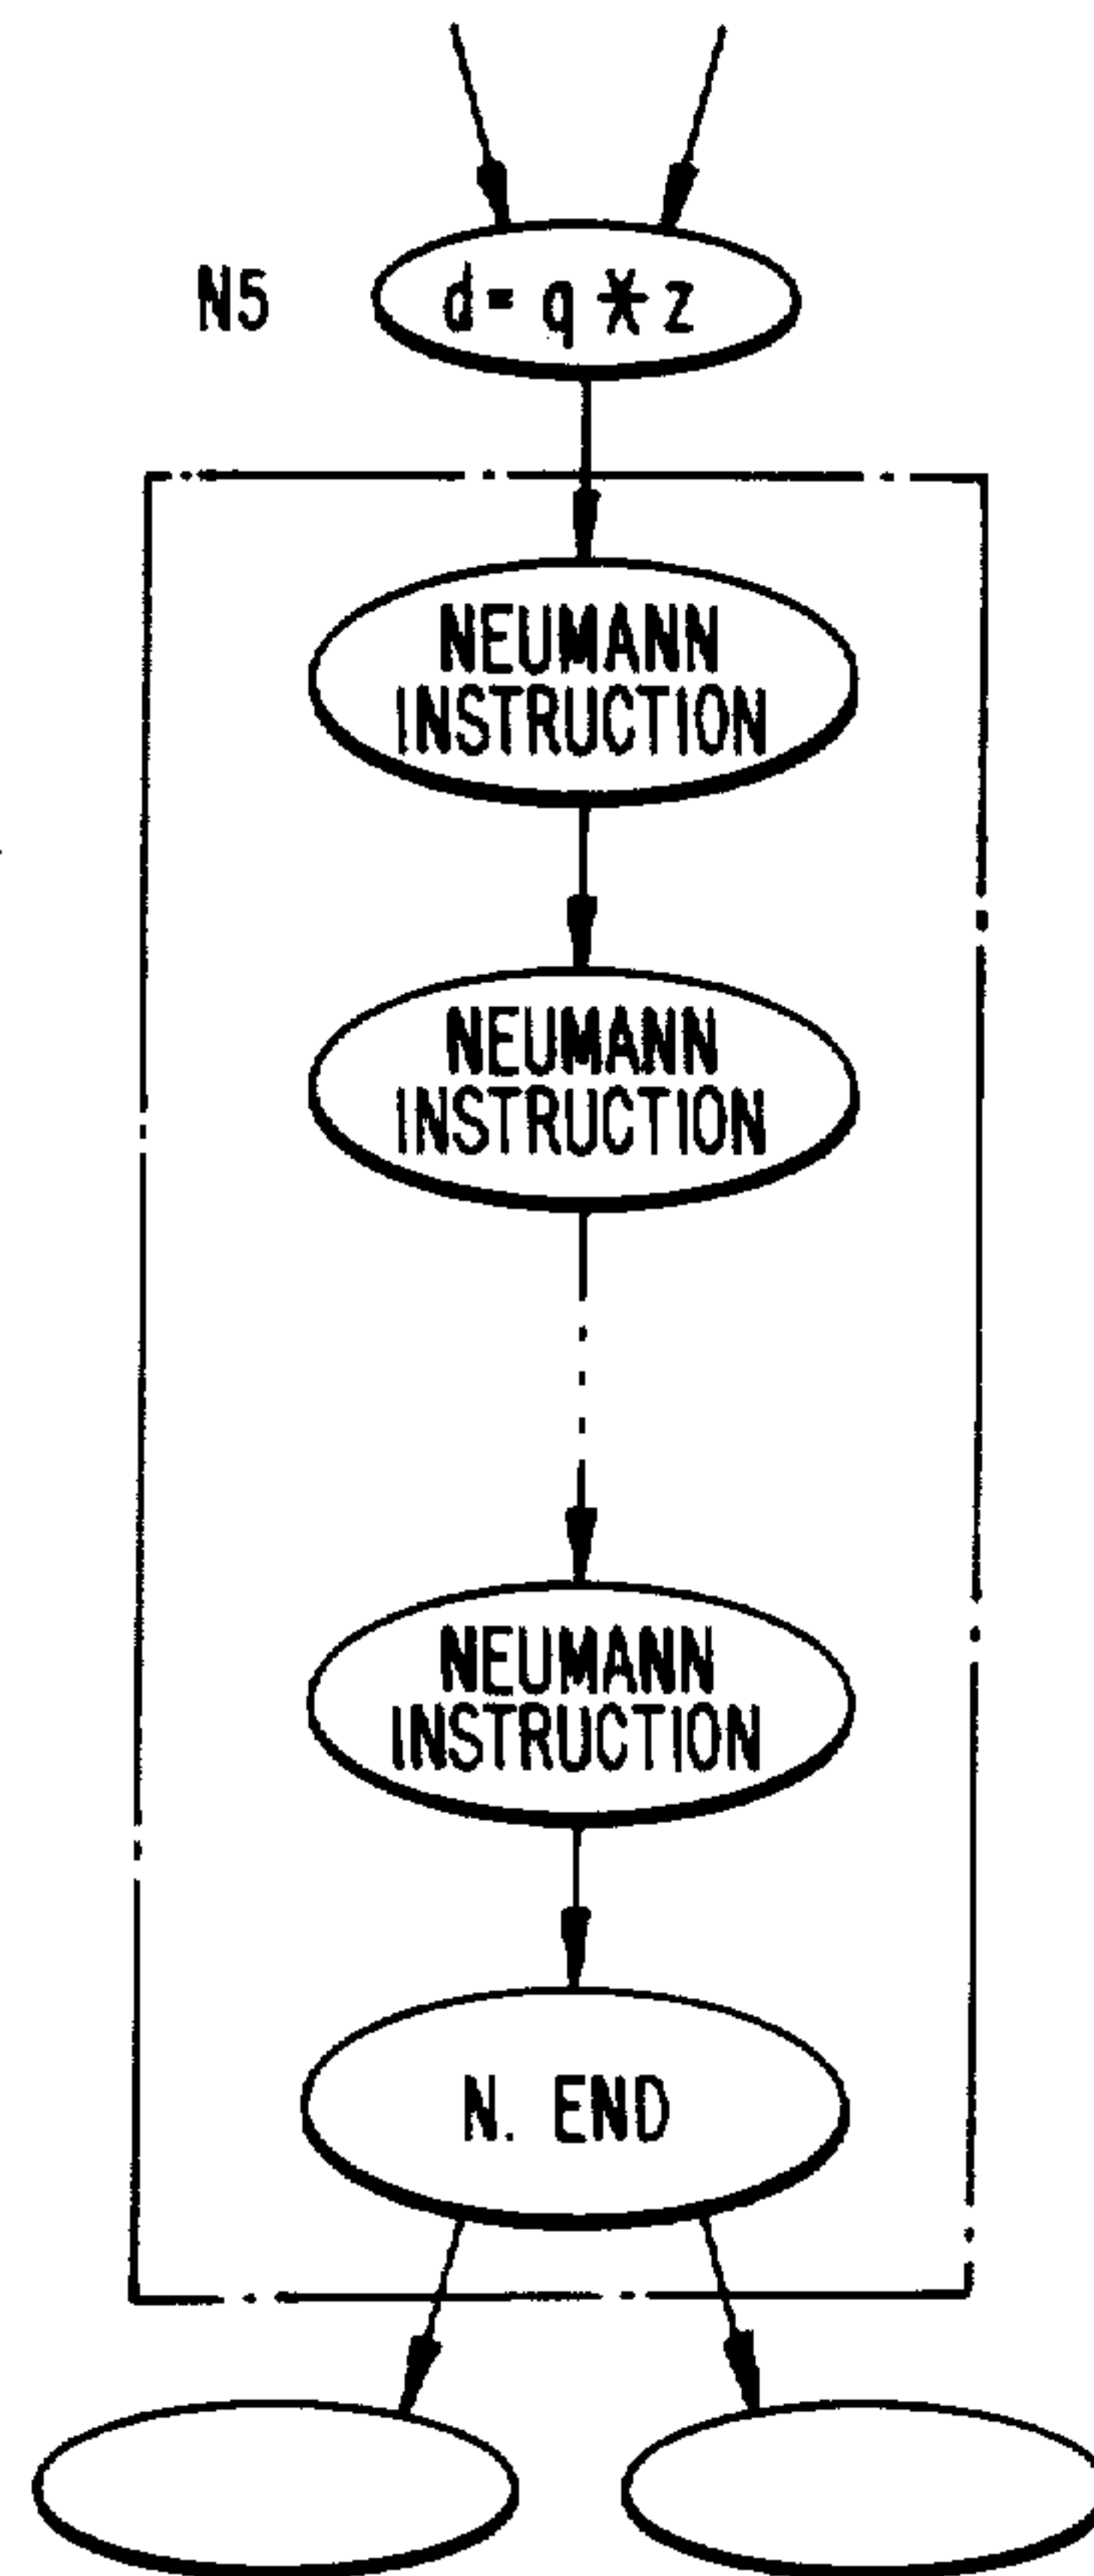 N5
d= q * z
NEUMANN
INSTRUCTION
NEUMANN
INSTRUCTION
NEUMANN
INSTRUCTION
N. END